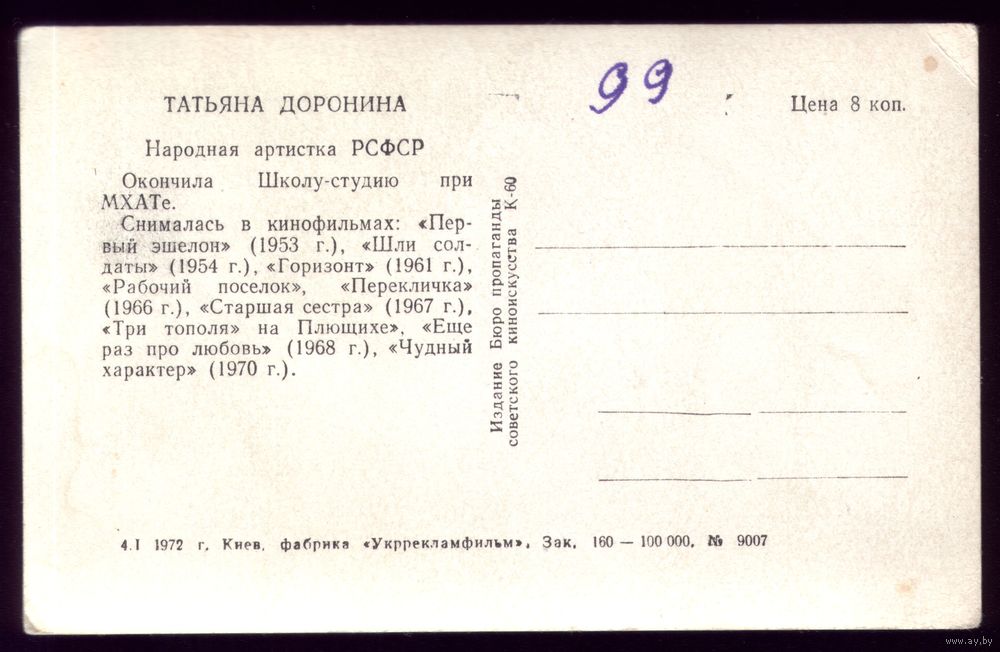 ТАТЬЯНА ДОРОНИНА
Народная артистка РСФСР
Окончила Школу-студию при
МХАТе.
Снималась в кинофильмах: «Пер-
вый эшелон» (1953 г.), «Шли сол-
даты» (1954 г.), «Горизонт» (1961 г.),
«Рабочий поселок», «Перекличка»
(1966 г.), «Старшая сестра» (1967 г.),
«Три тополя» на Плющихе», «Еще
раз про любовь» (1968 г.), «Чудный
характер» (1970 г.).
Издание Бюро пропаганды
советского киноискусства К-60
99
Цена 8 коп.
4.I 1972 г. Киев, фабрика «Укррекламфильм». Зак. 160 — 100 000. № 9007
www.ay.by